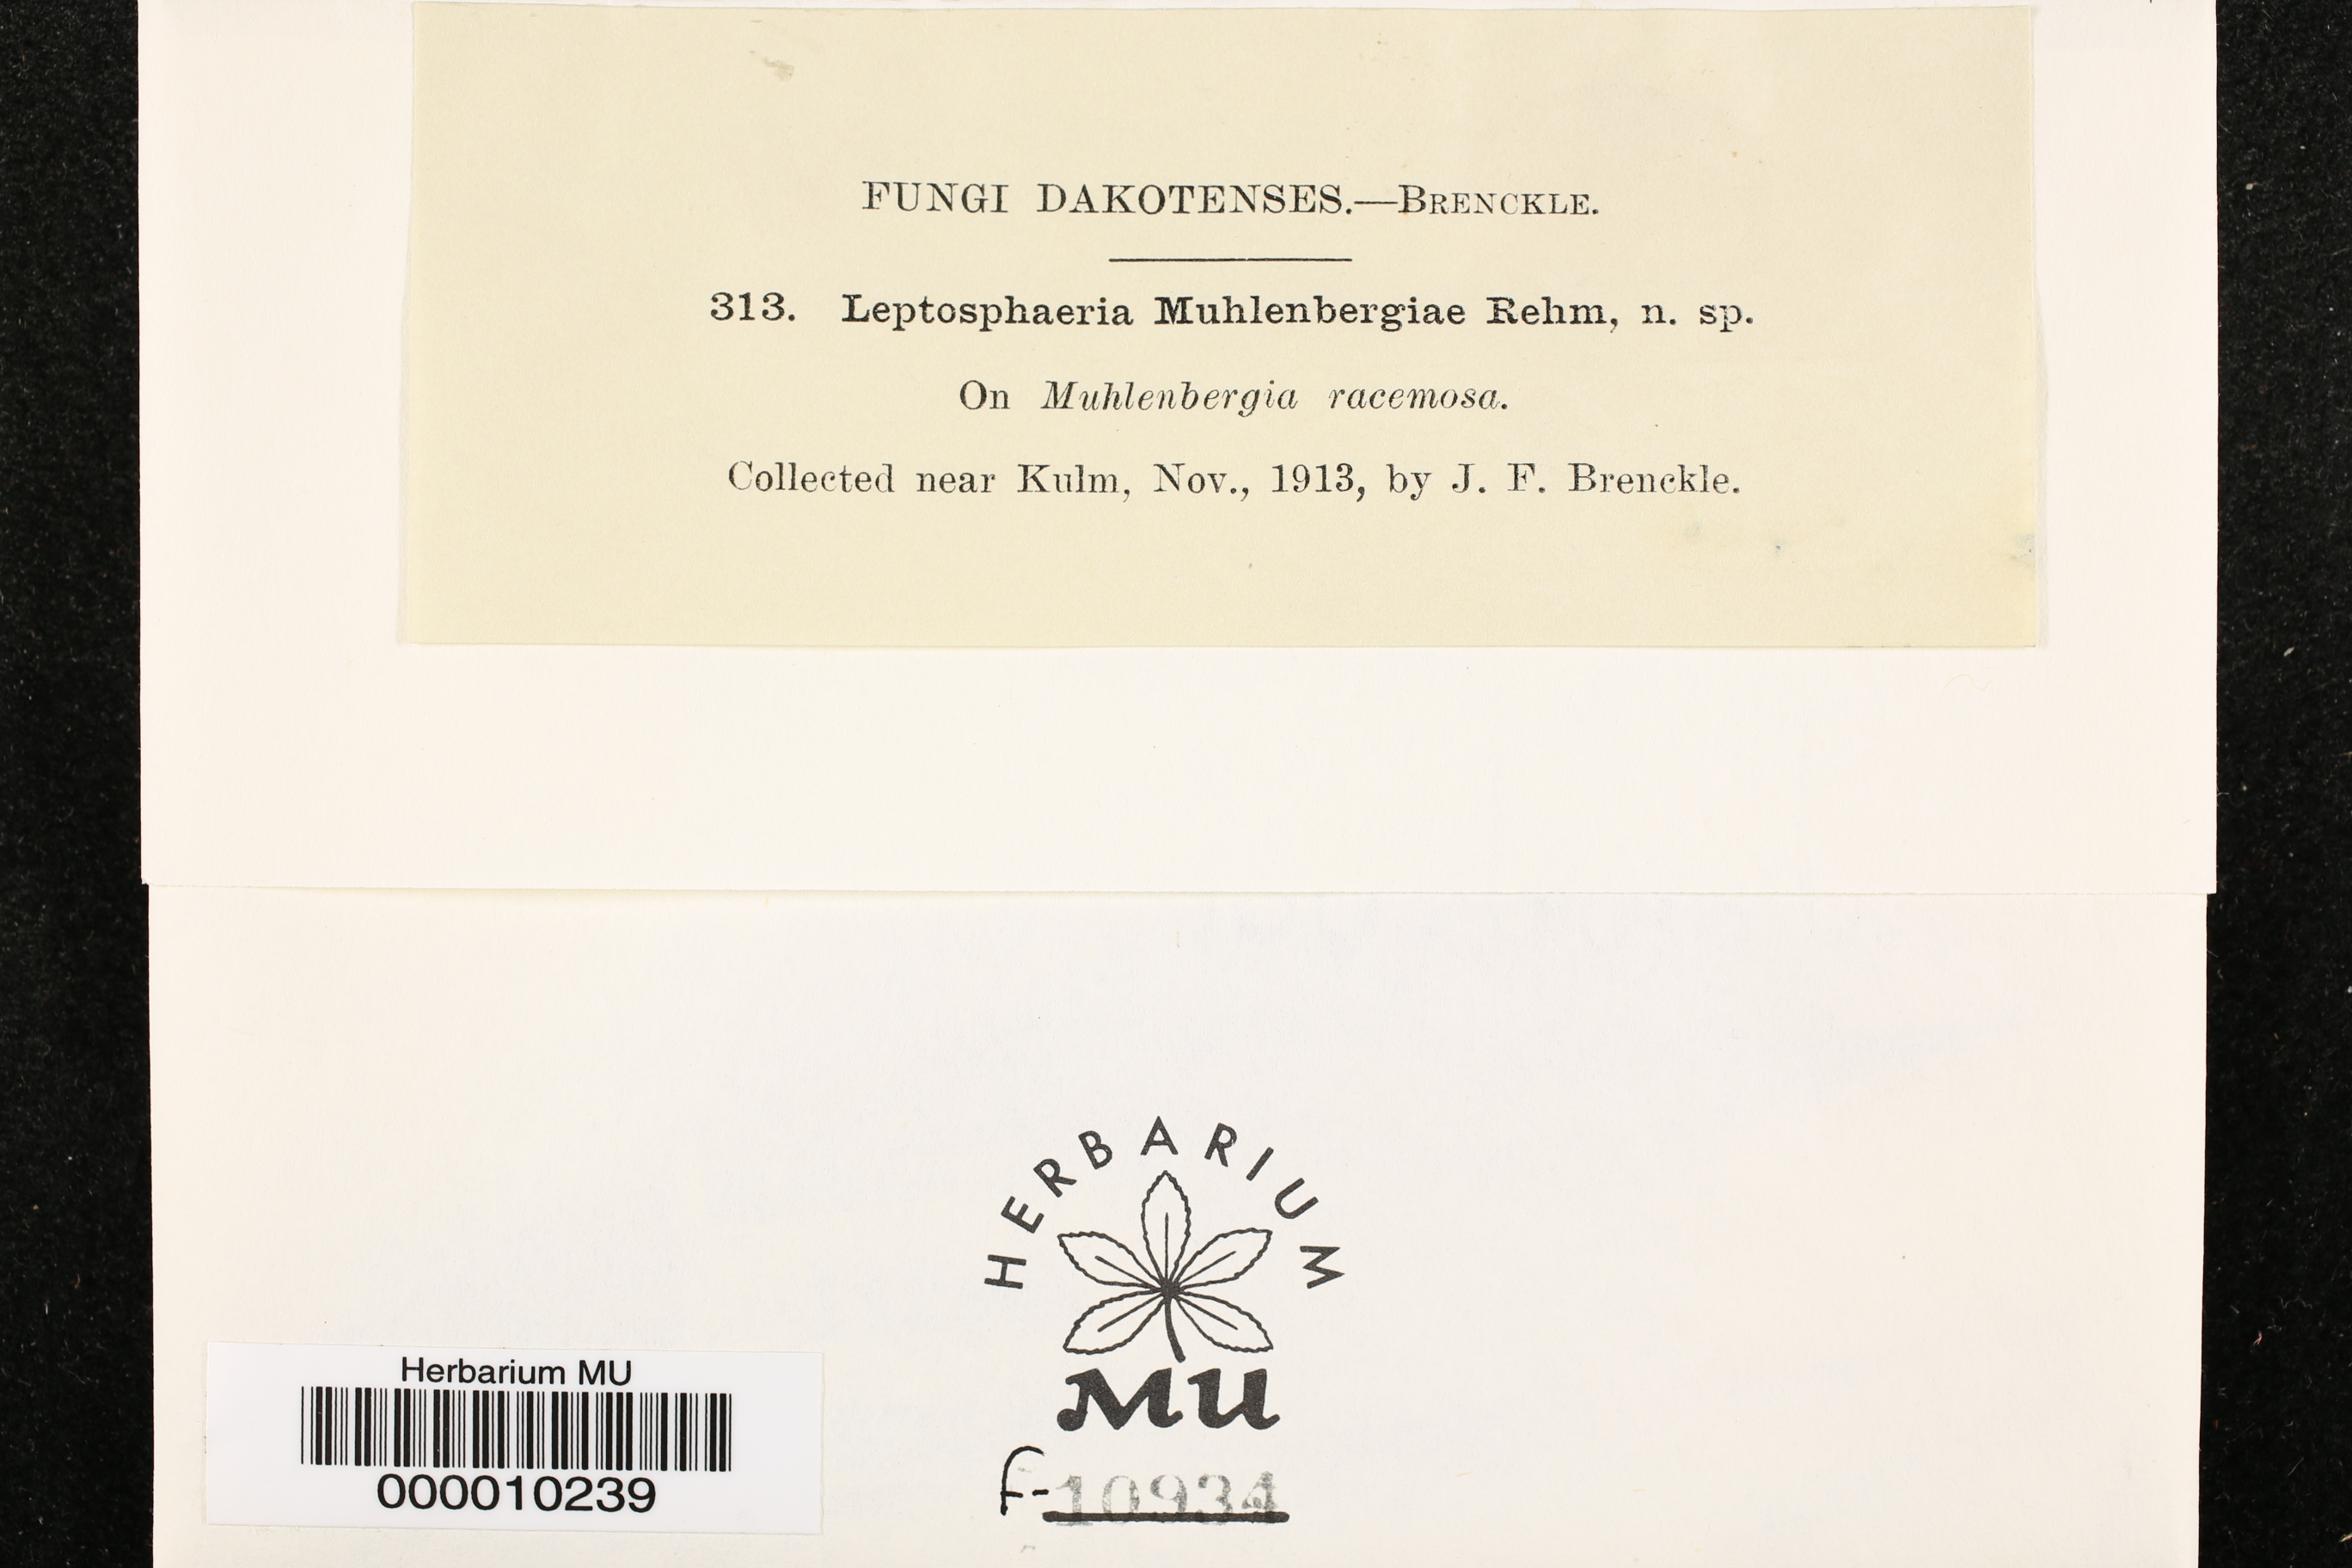 FUNGI DAKOTENSES.—BRENCKLE.
313. Leptosphaeria Muhlenbergiae Rehm, n. sp.
On Muhlenbergia racemosa.
Collected near Kulm, Nov., 1913, by J. F. Brenckle.
HERBARIUM
MU
f-10934
Herbarium MU
000010239